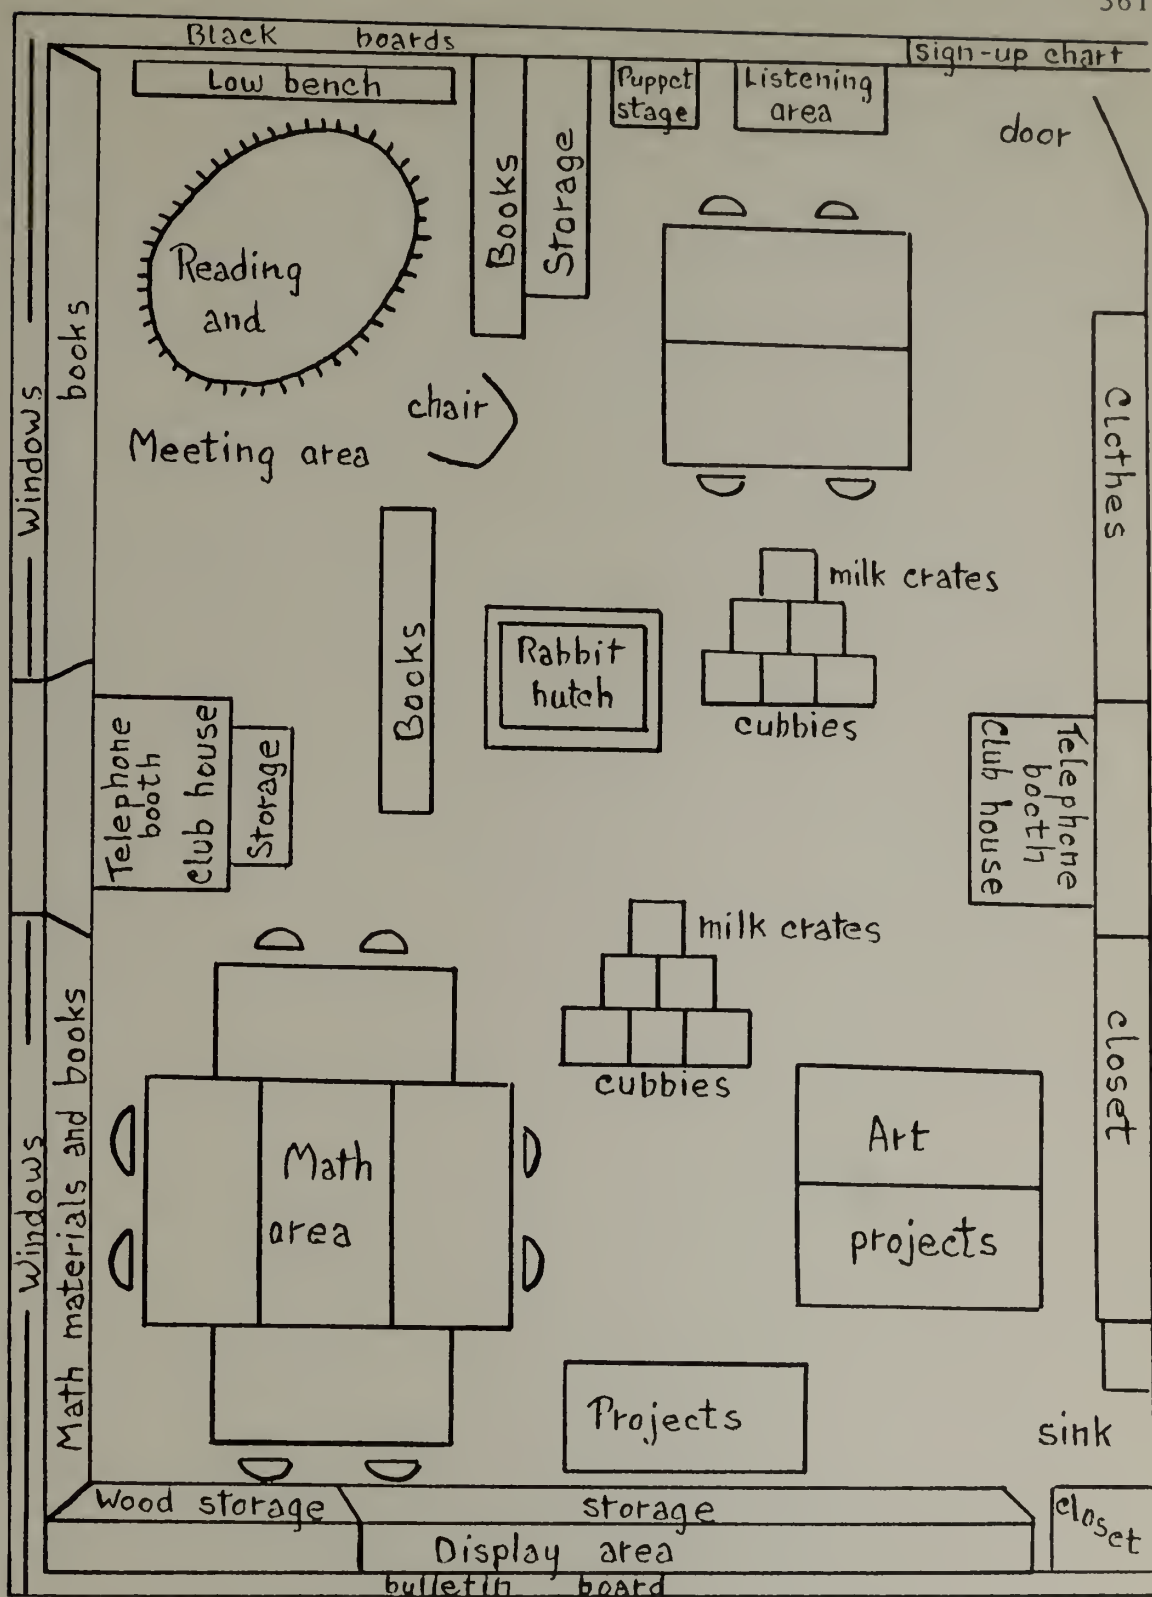 361
Black boards
sign-up chart
Low bench
Puppet
stage
Listening
area
door
Books
Storage
Reading
and
Meeting area
chair
books
Windows
Clothes
milk crates
cubbies
Rabbit
hutch
Books
Telephone
booth
Club house
Storage
Telephone
booth
Club house
milk crates
cubbies
closet
Math
area
Math materials and books
Windows
Art
projects
Projects
sink
Wood storage
storage
closet
Display area
bulletin board